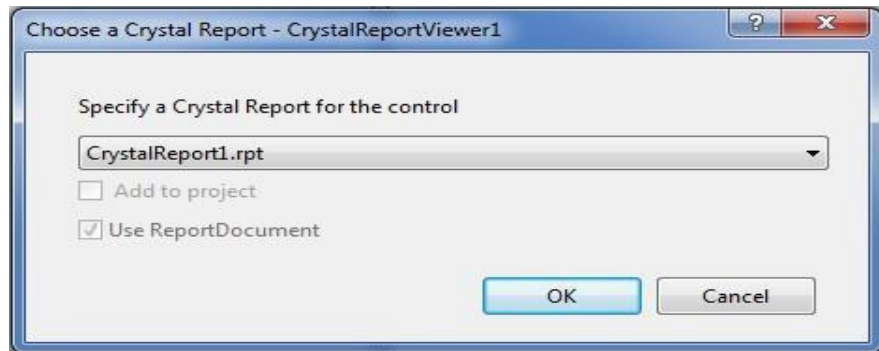 Choose a Crystal Report - CrystalReportViewer1
?
X
Specify a Crystal Report for the control
CrystalReport1.rpt
Add to project
Use ReportDocument
OK Cancel